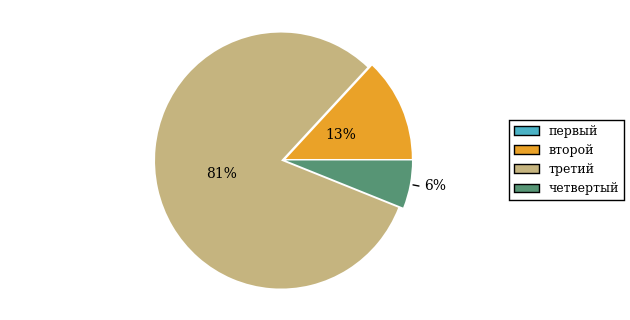 13%
81%
6%
первый
второй
третий
четвертый